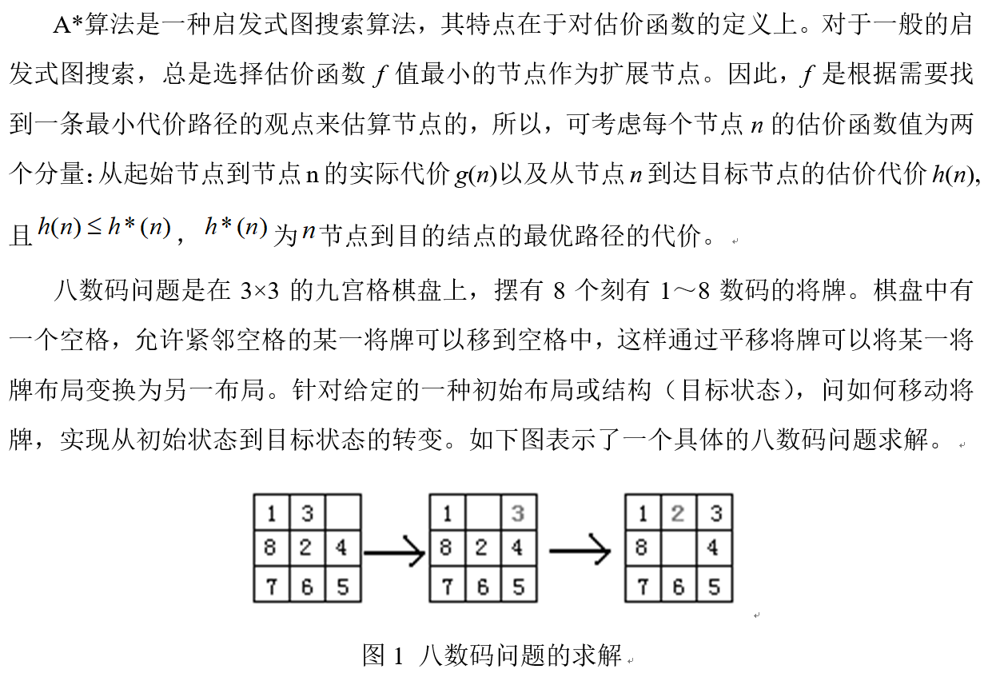 A*算法是一种启发式图搜索算法，其特点在于对估价函数的定义上。对于一般的启
发式图搜索，总是选择估价函数 f 值最小的节点作为扩展节点。因此，f 是根据需要找
到一条最小代价路径的观点来估算节点的，所以，可考虑每个节点 n 的估价函数值为两
个分量：从起始节点到节点 n 的实际代价 g(n)以及从节点 n 到达目标节点的估价代价 h(n),
且 h(n) ≤ h*(n) ， h*(n) 为 n 节点到目的结点的最优路径的代价。
八数码问题是在 3×3 的九宫格棋盘上，摆有 8 个刻有 1～8 数码的将牌。棋盘中有
一个空格，允许紧邻空格的某一将牌可以移到空格中，这样通过平移将牌可以将某一将
牌布局变换为另一布局。针对给定的一种初始布局或结构（目标状态），问如何移动将
牌，实现从初始状态到目标状态的转变。如下图表示了一个具体的八数码问题求解。
1 3 1 3 1 2 3
8 2 4 8 2 4 8 4
7 6 5 7 6 5 7 6 5
图 1 八数码问题的求解